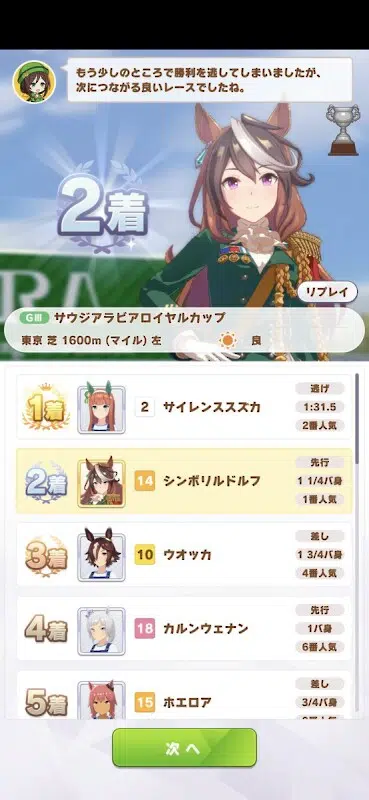 もう少しのところで勝利を逃してしまいましたが、
次につながる良いレースでしたね。
2着
RA
リプレイ
GⅢ サウジアラビアロイヤルカップ
東京 芝 1600m (マイル) 左 良
1着 2 サイレンススズカ 逃げ 1:31.5 2番人気
2着 14 シンボリルドルフ 先行 1 1/4バ身 1番人気
3着 10 ウオッカ 差し 1 3/4バ身 4番人気
4着 18 カルンウェナン 先行 1バ身 6番人気
5着 15 ホエロア 差し 3/4バ身
次へ